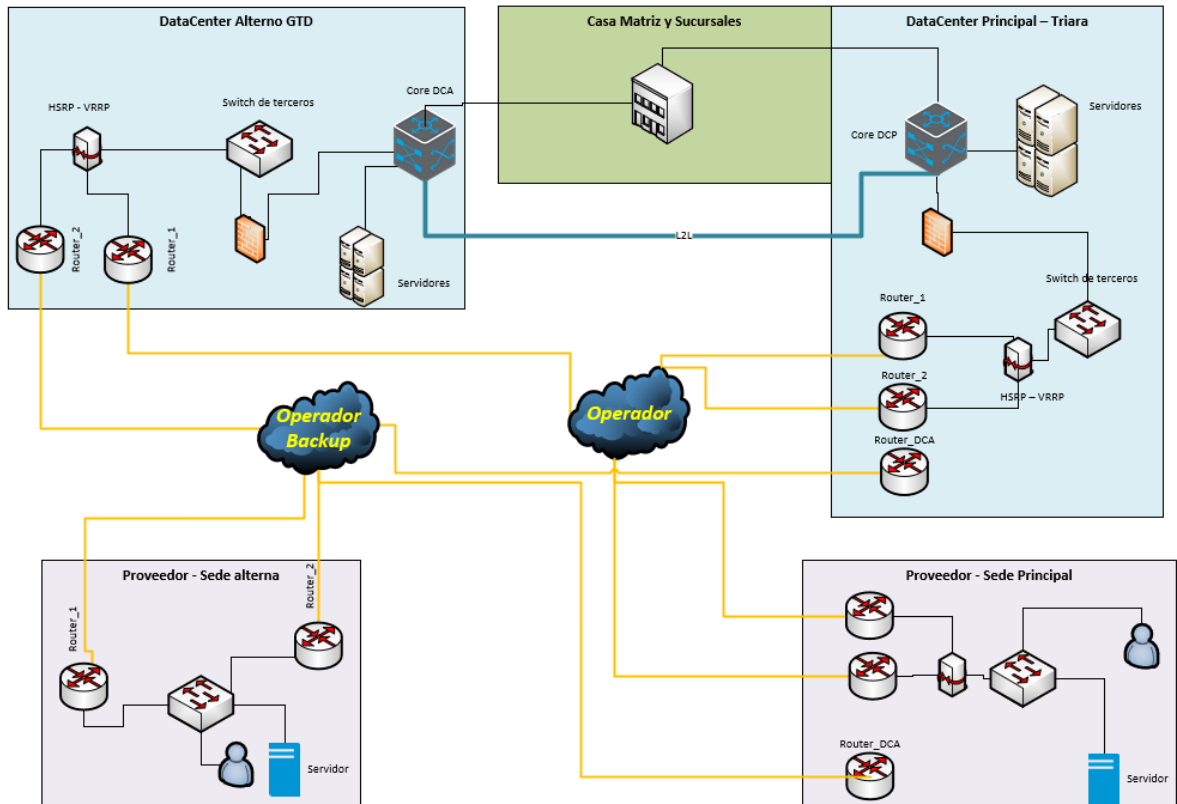 DataCenter Alterno GTD
Casa Matriz y Sucursales
DataCenter Principal – Triara
HSRP - VRRP
Switch de terceros
Core DCA
Servidores
Core DCP
Router_2
Router_1
Servidores
L2L
Switch de terceros
Router_1
Router_2
HSRP – VRRP
Operador
Backup
Operador
Router_DCA
Proveedor - Sede alterna
Router_2
Router_1
Servidor
Proveedor - Sede Principal
Router_DCA
Servidor